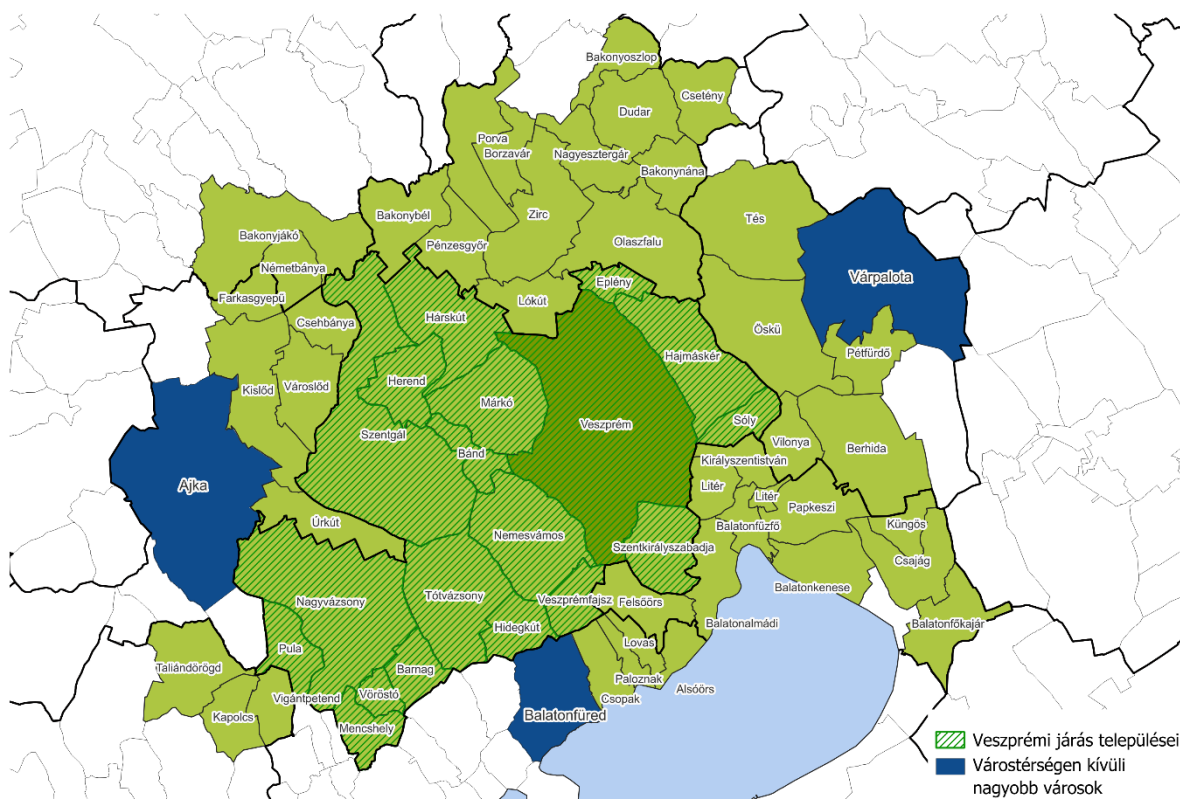 Bakonyoszlop
Csetény
Dudar
Porva
Borzavár
Nagyesztergár
Bakonynána
Bakonybél
Zirc
Tés
Bakonyjákó
Pénzesgyőr
Olaszfalu
Németbánya
Várpalota
Eplény
Farkasgyepű
Lókút
Csehbánya
Hárskút
Öskü
Hajmáskér
Pétfürdő
Kislőd
Városlőd
Herend
Márkó
Sóly
Veszprém
Szentgál
Vilonya
Berhida
Bánd
Királyszentistván
Ajka
Litér
Litér
Papkeszi
Úrkút
Balatonfűzfő
Küngös
Nemesvámos
Szentkirályszabadja
Csajág
Balatonkenese
Nagyvázsony
Tótvázsony
Veszprémfajsz
Felsőörs
Balatonalmádi
Balatonfőkajár
Hidegkút
Lovas
Pula
Taliándörögd
Barnag
Paloznak
Alsóörs
Vöröstó
Vigántpetend
Csopak
Kapolcs
Balatonfüred
Mencshely
Veszprémi járás települései
Várostérségen kívüli
nagyobb városok